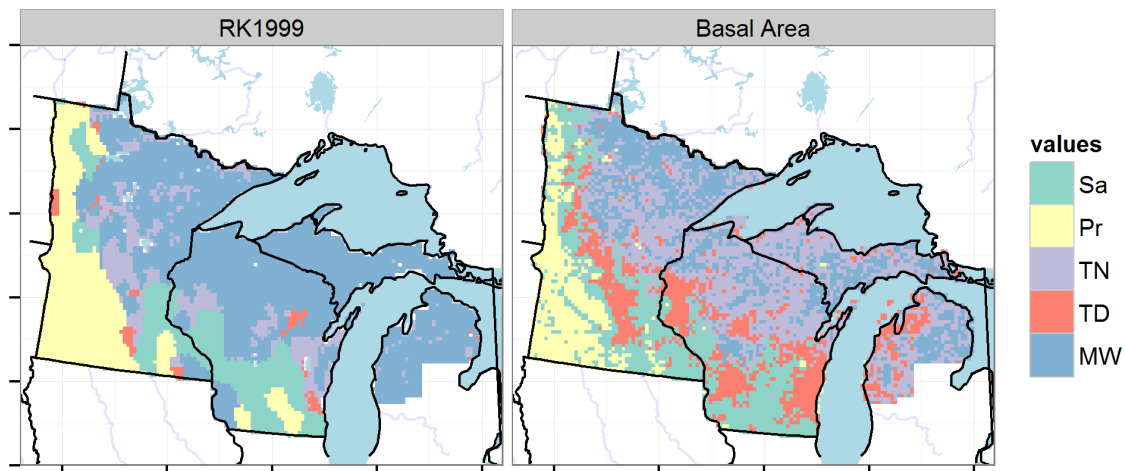 RK1999
Basal Area
values
Sa
Pr
TN
TD
MW